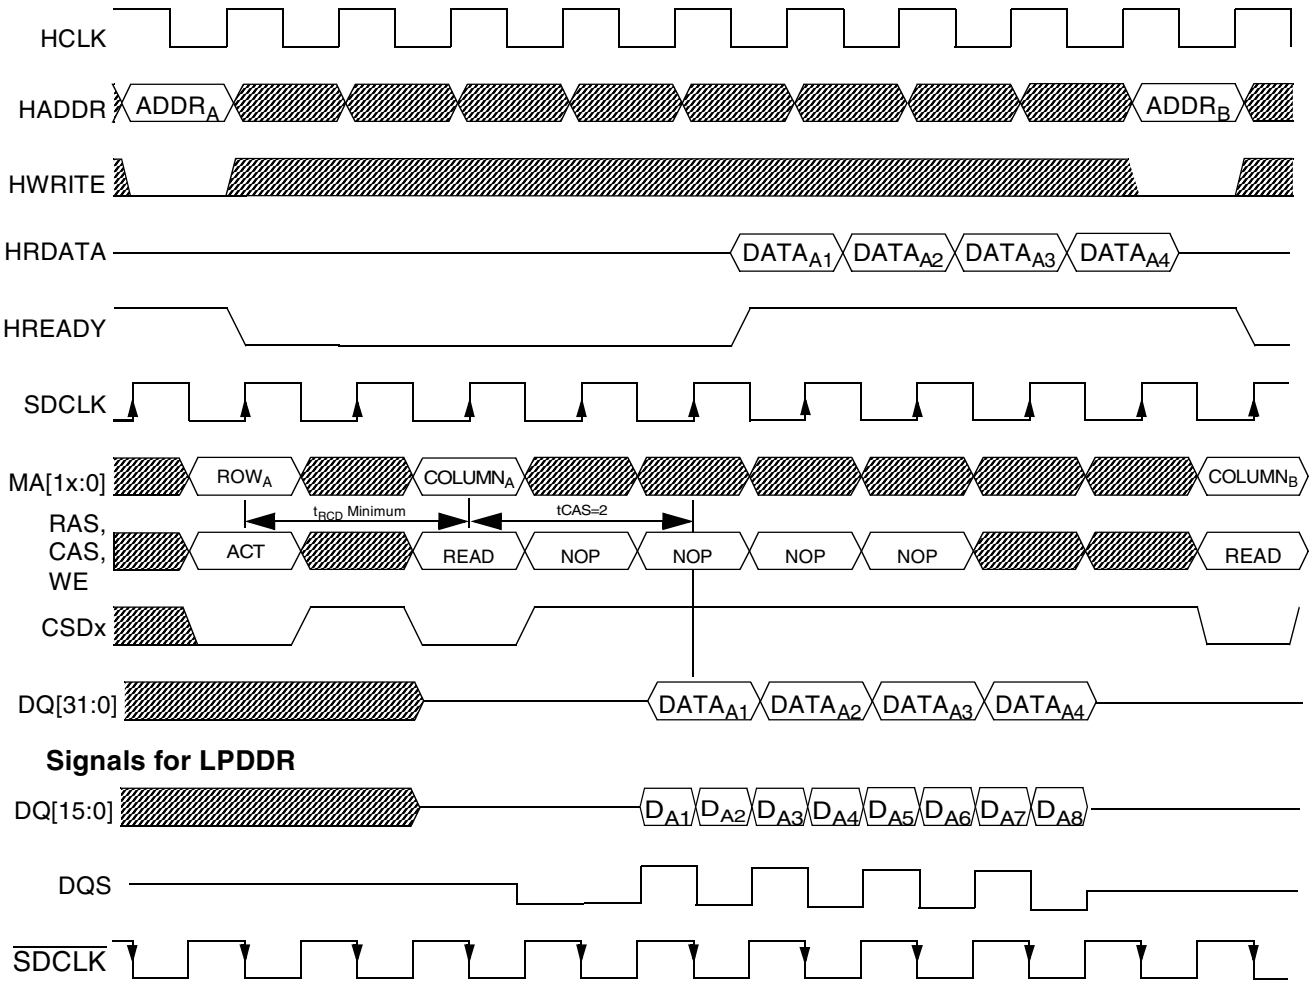 HCLK
HADDR ADDRA ADDRB
HWRITE
HRDATA DATAA1 DATAA2 DATAA3 DATAA4
HREADY
SDCLK
MA[1x:0] ROWA COLUMNA COLUMNB
tRCD Minimum tCAS=2
RAS,
CAS, ACT READ NOP NOP NOP NOP READ
WE
CSDx
DQ[31:0] DATAA1 DATAA2 DATAA3 DATAA4
Signals for LPDDR
DQ[15:0] DA1 DA2 DA3 DA4 DA5 DA6 DA7 DA8
DQS
SDCLK